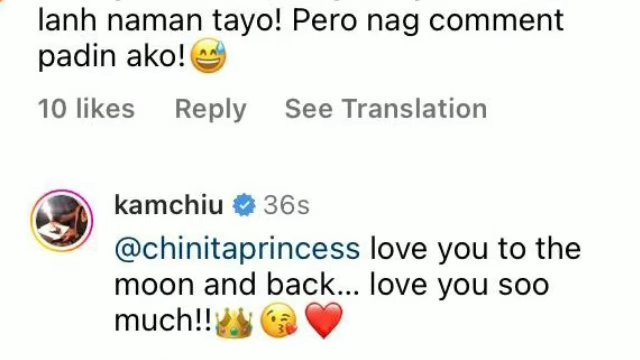 lanh naman tayo! Pero nag comment
padin ako!😅
10 likes Reply See Translation
kamchiu 36s
@chinitaprincess love you to the
moon and back... love you soo
much!!👑😘❤️